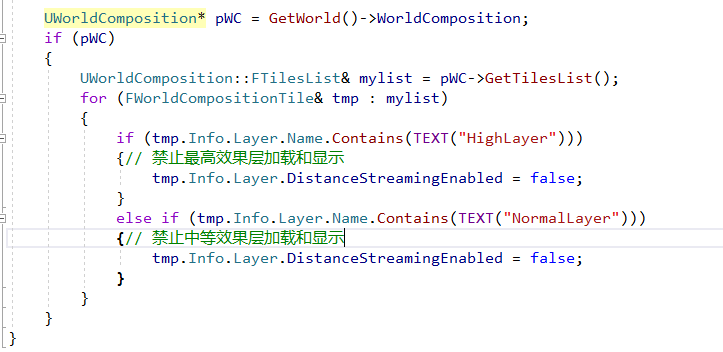 UWorldComposition* pWC = GetWorld()->WorldComposition;
if (pWC)
{
UWorldComposition::FTilesList& mylist = pWC->GetTilesList();
for (FWorldCompositionTile& tmp : mylist)
{
if (tmp.Info.Layer.Name.Contains(TEXT("HighLayer")))
{// 禁止最高效果层加载和显示
tmp.Info.Layer.DistanceStreamingEnabled = false;
}
else if (tmp.Info.Layer.Name.Contains(TEXT("NormalLayer")))
{// 禁止中等效果层加载和显示
tmp.Info.Layer.DistanceStreamingEnabled = false;
}
}
}
}